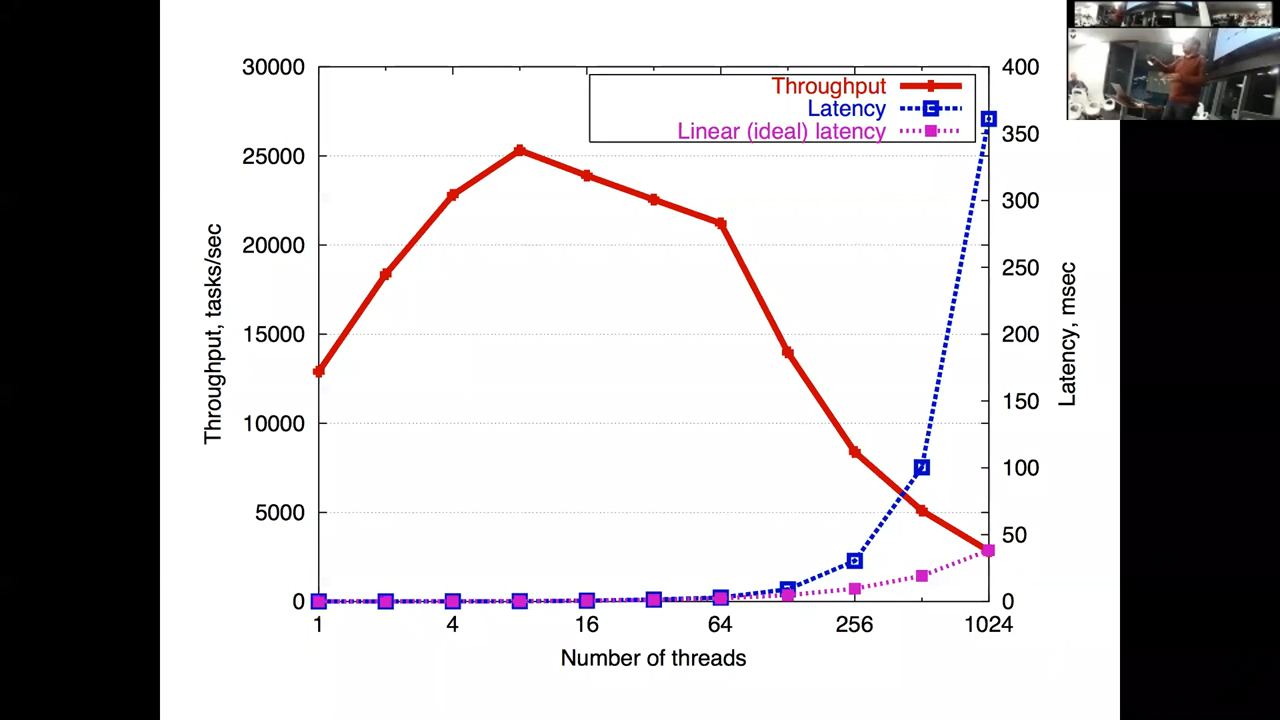 30000
25000
20000
15000
10000
5000
0
Throughput, tasks/sec
Throughput
Latency
Linear (ideal) latency
400
350
300
250
200
150
100
50
0
Latency, msec
1 4 16 64 256 1024
Number of threads